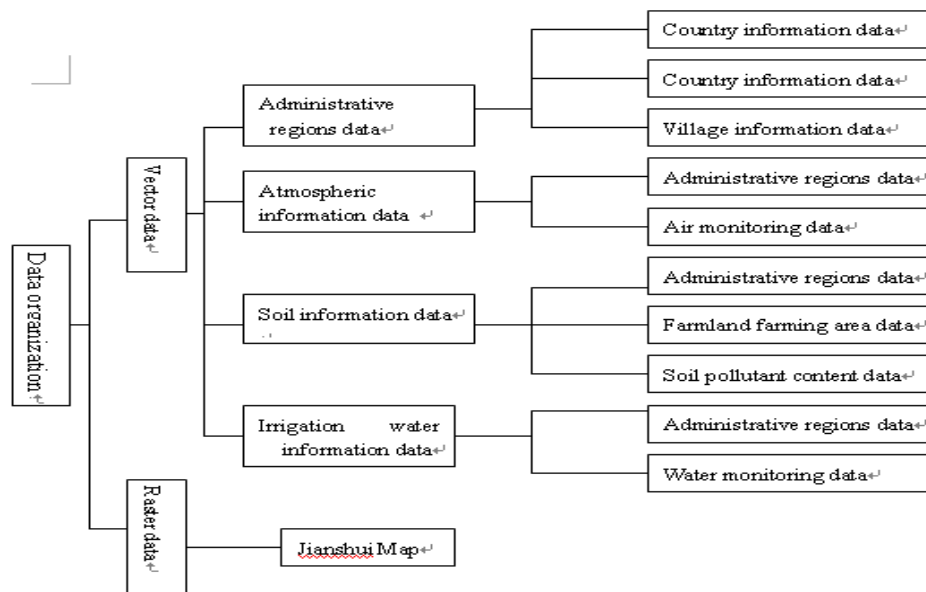 Data organization
Vector data
Administrative
regions data
Country information data
Country information data
Village information data
Atmospheric
information data
Administrative regions data
Air monitoring data
Soil information data
Administrative regions data
Farmland farming area data
Soil pollutant content data
Irrigation water
information data
Administrative regions data
Water monitoring data
Raster data
Jianshui Map